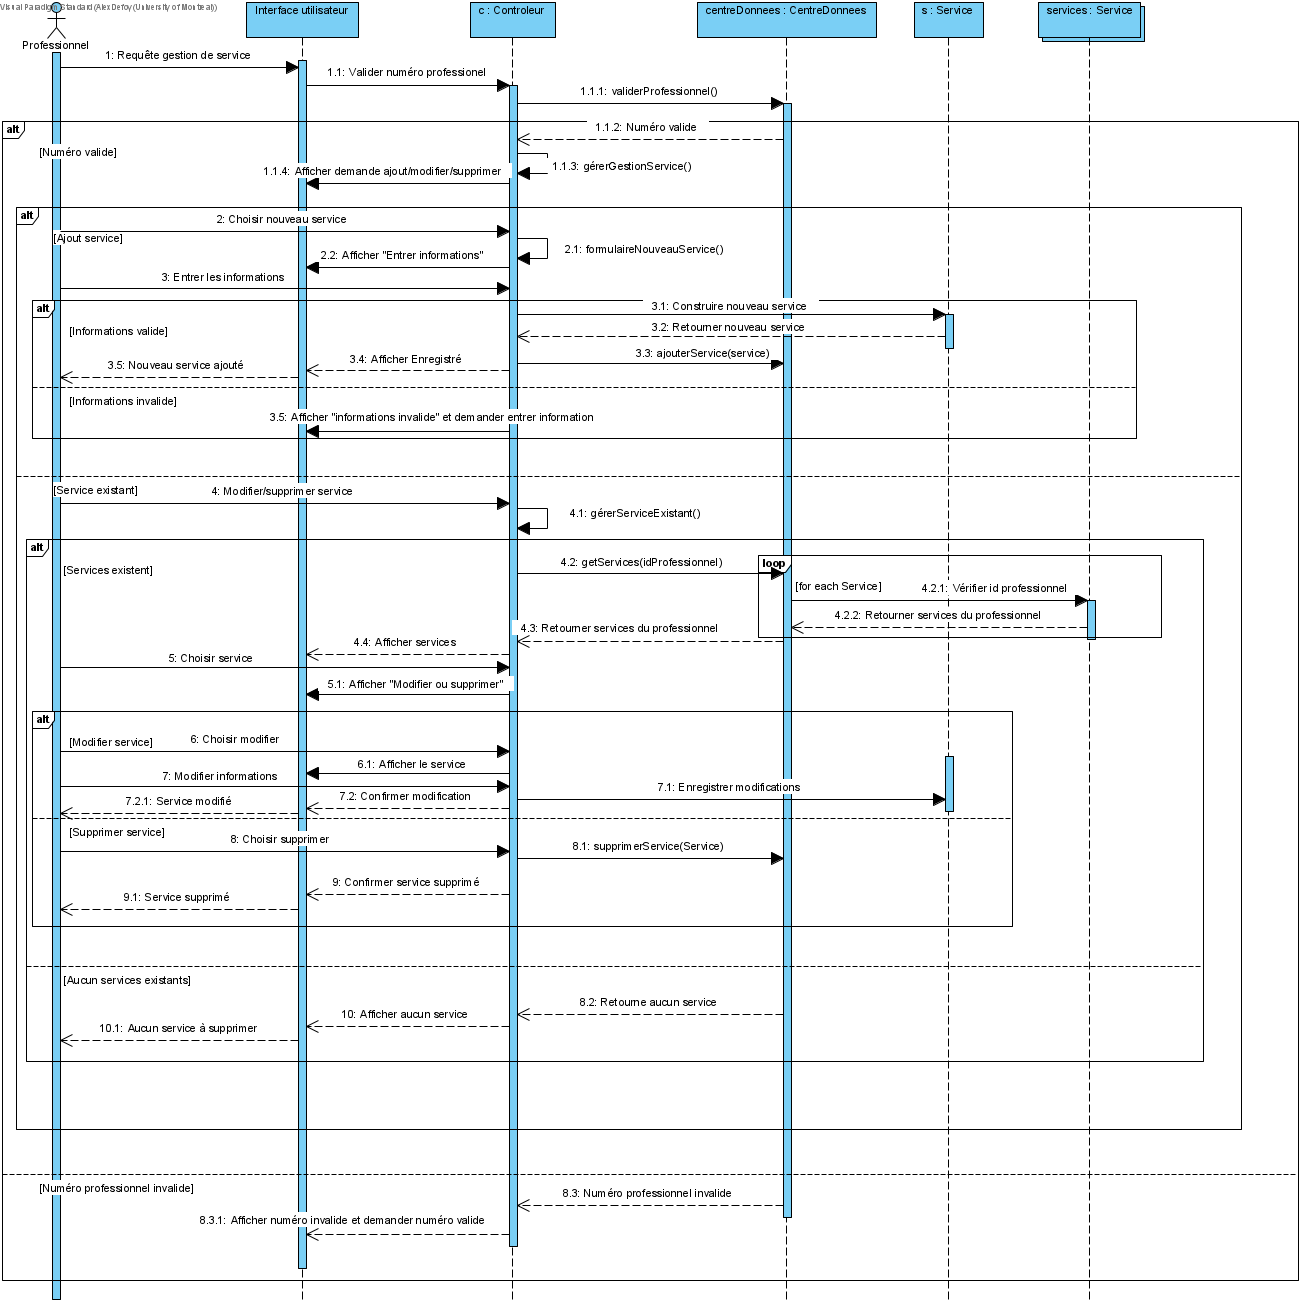 Visual Paradigm Standard (Alex Defoy (University of Montreal))
Interface utilisateur
c : Controleur
centreDonnees : CentreDonnees
s : Service
services : Service
Professionnel
1: Requête gestion de service
1.1: Valider numéro professionel
1.1.1: validerProfessionnel()
alt
1.1.2: Numéro valide
[Numéro valide]
1.1.3: gérerGestionService()
1.1.4: Afficher demande ajout/modifier/supprimer
alt
2: Choisir nouveau service
[Ajout service]
2.1: formulaireNouveauService()
2.2: Afficher "Entrer informations"
3: Entrer les informations
alt
3.1: Construire nouveau service
[Informations valide]
3.2: Retourner nouveau service
3.3: ajouterService(service)
3.4: Afficher Enregistré
3.5: Nouveau service ajouté
[Informations invalide]
3.5: Afficher "informations invalide" et demander entrer information
[Service existant]
4: Modifier/supprimer service
4.1: gérerServiceExistant()
alt
4.2: getServices(idProfessionnel)
loop
[Services existent]
[for each Service]
4.2.1: Vérifier id professionnel
4.2.2: Retourner services du professionnel
4.3: Retourner services du professionnel
4.4: Afficher services
5: Choisir service
5.1: Afficher "Modifier ou supprimer"
alt
[Modifier service]
6: Choisir modifier
6.1: Afficher le service
7: Modifier informations
7.1: Enregistrer modifications
7.2: Confirmer modification
7.2.1: Service modifié
[Supprimer service]
8: Choisir supprimer
8.1: supprimerService(Service)
9: Confirmer service supprimé
9.1: Service supprimé
[Aucun services existants]
8.2: Retourne aucun service
10: Afficher aucun service
10.1: Aucun service à supprimer
[Numéro professionnel invalide]
8.3: Numéro professionnel invalide
8.3.1: Afficher numéro invalide et demander numéro valide